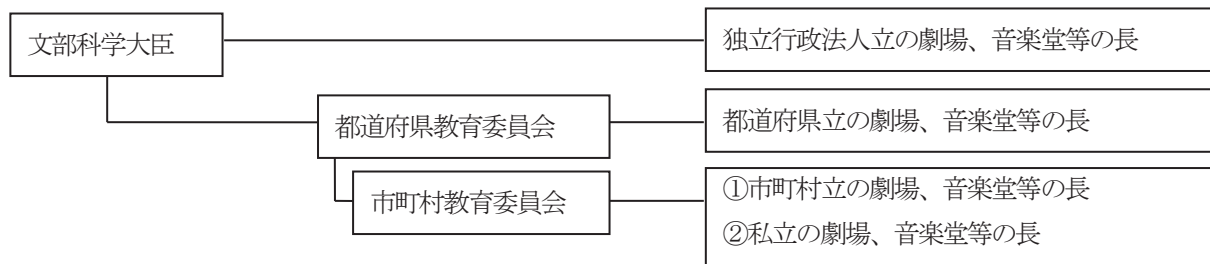 文部科学大臣
独立行政法人立の劇場、音楽堂等の長
都道府県教育委員会
都道府県立の劇場、音楽堂等の長
市町村教育委員会
①市町村立の劇場、音楽堂等の長
②私立の劇場、音楽堂等の長